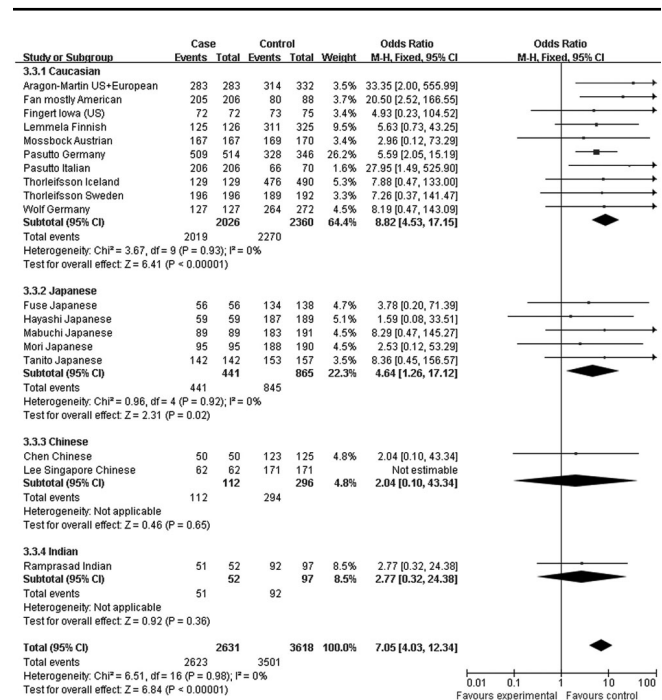 Case Control Odds Ratio Odds Ratio
Study or Subgroup Events Total Events Total Weight M-H, Fixed, 95% CI M-H, Fixed, 95% CI
3.3.1 Caucasian
Aragon-Martin US+European 283 283 314 332 3.5% 33.35 [2.00, 555.99]
Fan mostly American 205 206 80 88 3.8% 20.50 [2.52, 166.55]
Fingert Iowa (US) 72 72 73 75 4.7% 4.93 [0.23, 104.52]
Lemmela Finnish 125 126 311 325 9.5% 5.63 [0.73, 43.25]
Mossbock Austrian 167 167 169 170 4.5% 2.96 [0.12, 73.29]
Pasutto Germany 509 514 328 346 26.2% 5.59 [2.05, 15.19]
Pasutto Italian 206 206 66 70 1.6% 27.95 [1.49, 525.90]
Thorleifsson Iceland 129 129 476 490 5.3% 7.88 [0.47, 133.00]
Thorleifsson Sweden 196 196 189 192 4.5% 7.26 [0.37, 141.47]
Wolf Germany 127 127 264 272 4.5% 8.19 [0.47, 143.09]
Subtotal (95% CI) 2026 2360 64.4% 8.82 [4.53, 17.15]
Total events 2019 2270
Heterogeneity: Chi² = 3.67, df = 9 (P = 0.93); I² = 0%
Test for overall effect: Z = 6.41 (P < 0.00001)
3.3.2 Japanese
Fuse Japanese 56 56 134 138 4.7% 3.78 [0.20, 71.39]
Hayashi Japanese 59 59 187 189 3.9% 1.59 [0.08, 33.51]
Mabuchi Japanese 89 89 183 191 4.5% 8.29 [0.47, 145.27]
Mori Japanese 95 95 188 190 4.4% 2.53 [0.12, 53.29]
Tanito Japanese 142 142 153 157 4.8% 8.36 [0.45, 156.57]
Subtotal (95% CI) 441 865 22.3% 4.64 [1.26, 17.12]
Total events 441 845
Heterogeneity: Chi² = 0.96, df = 4 (P = 0.92); I² = 0%
Test for overall effect: Z = 2.31 (P = 0.02)
3.3.3 Chinese
Chen Chinese 50 50 123 125 4.8% 2.04 [0.10, 43.34]
Lee Singapore Chinese 62 62 171 171 Not estimable
Subtotal (95% CI) 112 296 4.8% 2.04 [0.10, 43.34]
Total events 112 294
Heterogeneity: Not applicable
Test for overall effect: Z = 0.46 (P = 0.65)
3.3.4 Indian
Ramprasad Indian 51 52 92 97 8.5% 2.77 [0.32, 24.38]
Subtotal (95% CI) 52 97 8.5% 2.77 [0.32, 24.38]
Total events 51 92
Heterogeneity: Not applicable
Test for overall effect: Z = 0.92 (P = 0.36)
Total (95% CI) 2631 3618 100.0% 7.05 [4.03, 12.34]
Total events 2623 3501
Heterogeneity: Chi² = 6.51, df = 16 (P = 0.98); I² = 0%
Test for overall effect: Z = 6.84 (P < 0.00001)
0.01 0.1 1 10 100
Favours experimental Favours control